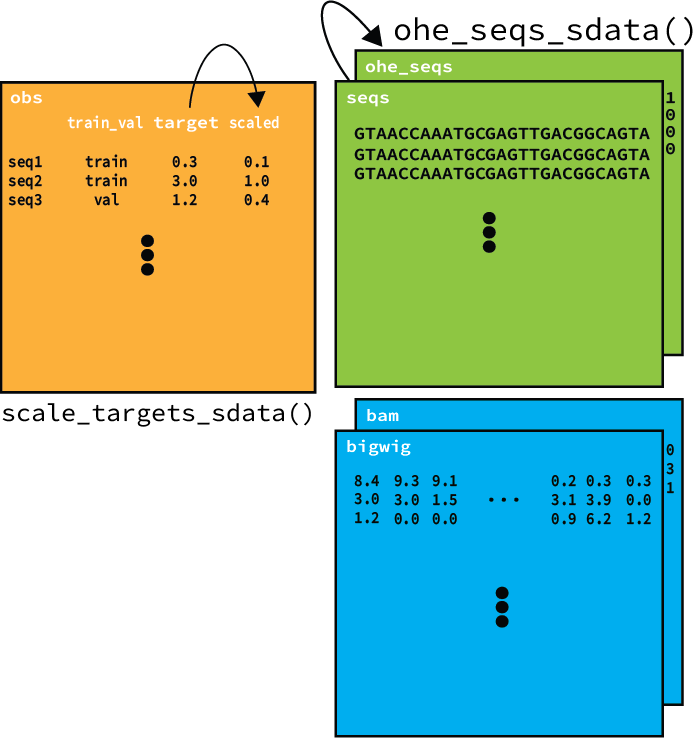 ohe_seqs_sdata()
ohe_seqs
1
0
0
0
seqs
GTAACCAAATGCGAGTTGACGGCAGTA
GTAACCAAATGCGAGTTGACGGCAGTA
GTAACCAAATGCGAGTTGACGGCAGTA
obs
train_val target scaled
seq1 train 0.3 0.1
seq2 train 3.0 1.0
seq3 val 1.2 0.4
scale_targets_sdata()
bam
0
3
1
bigwig
8.4 9.3 9.1 0.2 0.3 0.3
3.0 3.0 1.5 ... 3.1 3.9 0.0
1.2 0.0 0.0 0.9 6.2 1.2